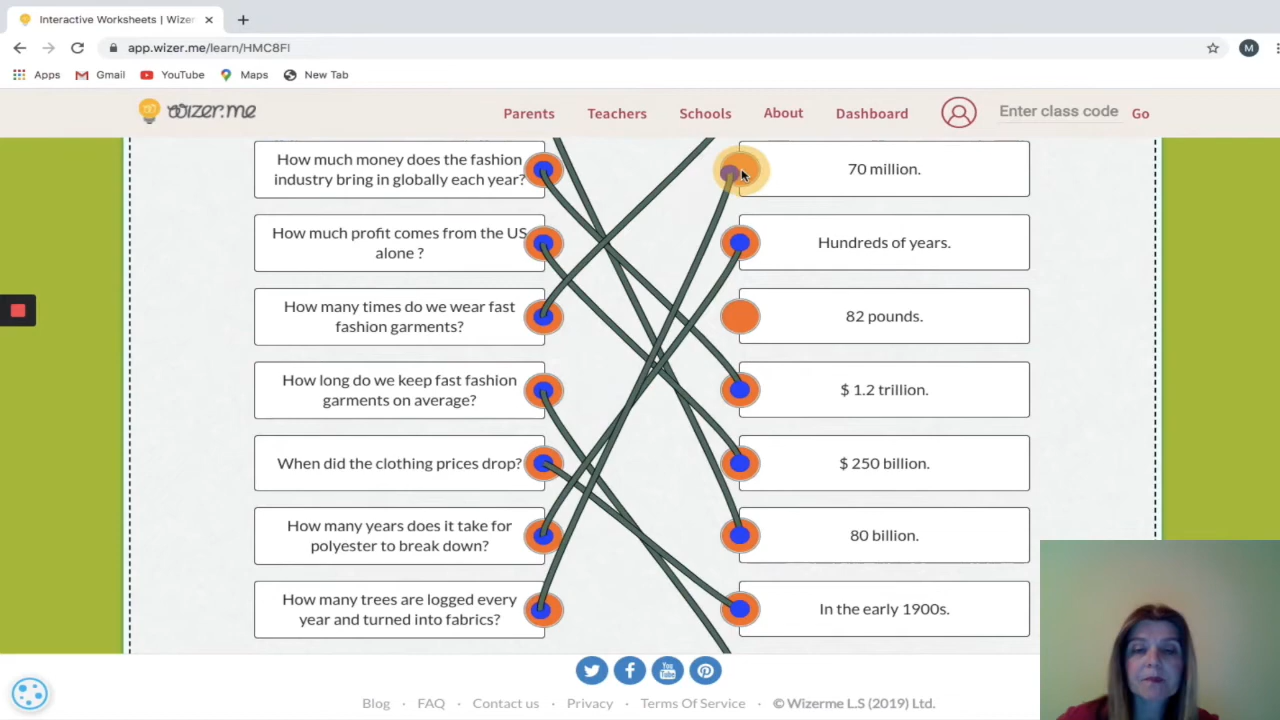 Interactive Worksheets | Wizer
app.wizer.me/learn/HMC8FI
M
Apps
Gmail
YouTube
Maps
New Tab
wizer.me
Parents
Teachers
Schools
About
Dashboard
Enter class code
Go
How much money does the fashion
industry bring in globally each year?
70 million.
How much profit comes from the US
alone ?
Hundreds of years.
How many times do we wear fast
fashion garments?
82 pounds.
How long do we keep fast fashion
garments on average?
$ 1.2 trillion.
When did the clothing prices drop?
$ 250 billion.
How many years does it take for
polyester to break down?
80 billion.
How many trees are logged every
year and turned into fabrics?
In the early 1900s.
You
Tube
Blog · FAQ · Contact us · Privacy · Terms Of Service · © Wizerme L.S (2019) Ltd.